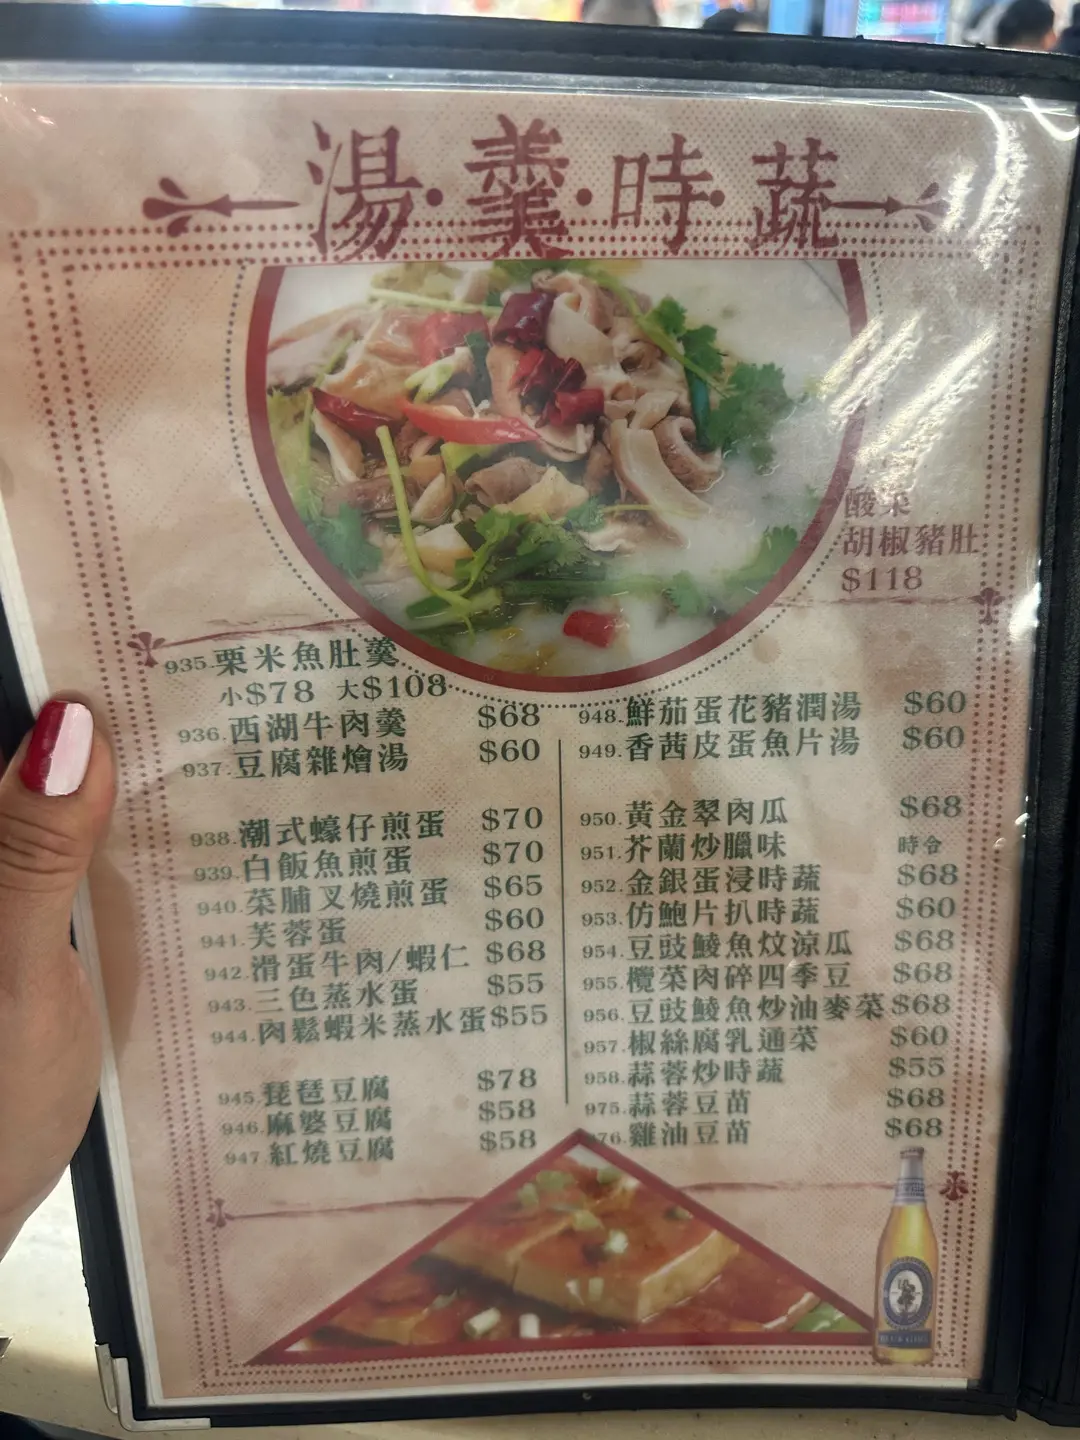 湯·羹·時·蔬
酸菜
胡椒豬肚
$118
935.栗米魚肚羹
小$78 大$108
936.西湖牛肉羹 $68
937.豆腐雜燴湯 $60
938.潮式蠔仔煎蛋 $70
939.白飯魚煎蛋 $70
940.菜脯叉燒煎蛋 $65
941.芙蓉蛋 $60
942.滑蛋牛肉/蝦仁 $68
943.三色蒸水蛋 $55
944.肉鬆蝦米蒸水蛋 $55
945.琵琶豆腐 $78
946.麻婆豆腐 $58
947.紅燒豆腐 $58
948.鮮茄蛋花豬潤湯 $60
949.香茜皮蛋魚片湯 $60
950.黃金翠肉瓜 $68
951.芥蘭炒臘味 時令
952.金銀蛋浸時蔬 $68
953.仿鮑片扒時蔬 $60
954.豆豉鯪魚炆涼瓜 $68
955.欖菜肉碎四季豆 $68
956.豆豉鯪魚炒油麥菜 $68
957.椒絲腐乳通菜 $60
958.蒜蓉炒時蔬 $55
975.蒜蓉豆苗 $68
976.雞油豆苗 $68
BLUE GIRL